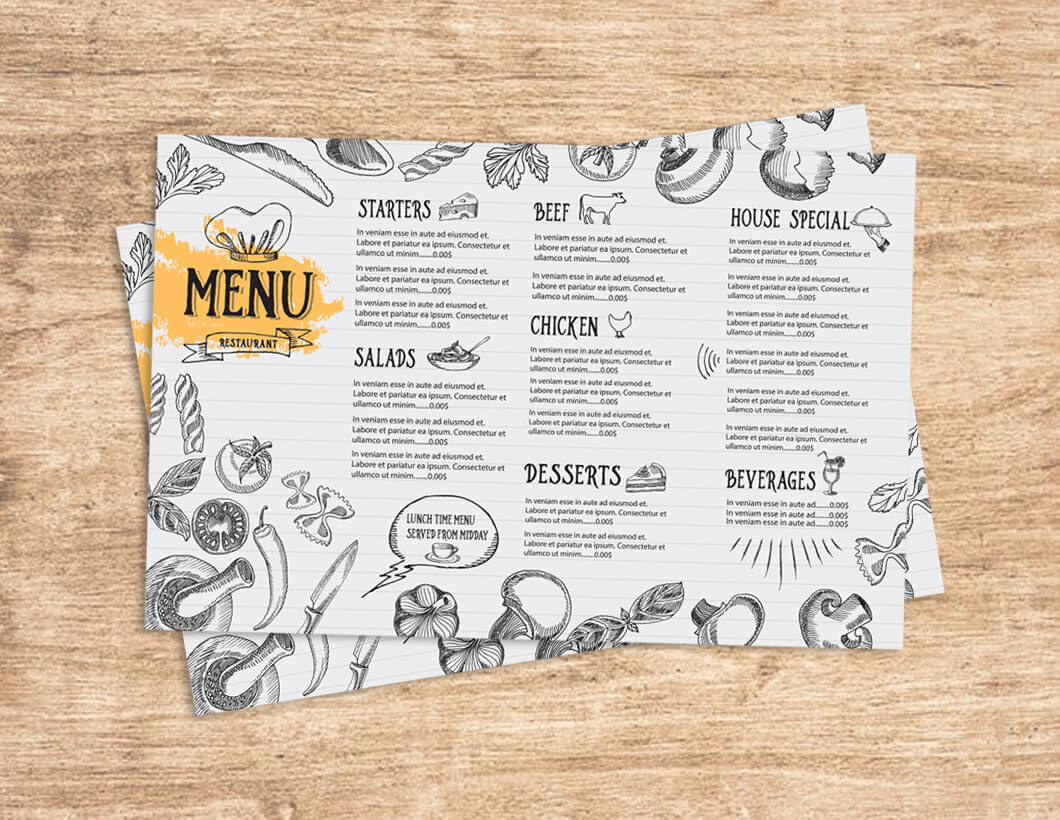 MENU
RESTAURANT
STARTERS
In veniam esse in aute ad eiusmod et.
Labore et pariatur ea ipsum. Consectetur et
ullamco ut minim.......0.00$
In veniam esse in aute ad eiusmod et.
Labore et pariatur ea ipsum. Consectetur et
ullamco ut minim.......0.00$
In veniam esse in aute ad eiusmod et.
Labore et pariatur ea ipsum. Consectetur et
ullamco ut minim.......0.00$
SALADS
In veniam esse in aute ad eiusmod et.
Labore et pariatur ea ipsum. Consectetur et
ullamco ut minim.......0.00$
In veniam esse in aute ad eiusmod et.
Labore et pariatur ea ipsum. Consectetur et
ullamco ut minim.......0.00$
In veniam esse in aute ad eiusmod et.
Labore et pariatur ea ipsum. Consectetur et
ullamco ut minim.......0.00$
LUNCH TIME MENU
SERVED FROM MIDDAY
BEEF
In veniam esse in aute ad eiusmod et.
Labore et pariatur ea ipsum. Consectetur et
ullamco ut minim.......0.00$
In veniam esse in aute ad eiusmod et.
Labore et pariatur ea ipsum. Consectetur et
ullamco ut minim.......0.00$
CHICKEN
In veniam esse in aute ad eiusmod et.
Labore et pariatur ea ipsum. Consectetur et
ullamco ut minim.......0.00$
In veniam esse in aute ad eiusmod et.
Labore et pariatur ea ipsum. Consectetur et
ullamco ut minim.......0.00$
In veniam esse in aute ad eiusmod et.
Labore et pariatur ea ipsum. Consectetur et
ullamco ut minim.......0.00$
DESSERTS
In veniam esse in aute ad eiusmod et.
Labore et pariatur ea ipsum. Consectetur et
ullamco ut minim.......0.00$
In veniam esse in aute ad eiusmod et.
Labore et pariatur ea ipsum. Consectetur et
ullamco ut minim.......0.00$
HOUSE SPECIAL
In veniam esse in aute ad eiusmod et.
Labore et pariatur ea ipsum. Consectetur et
ullamco ut minim.......0.00$
In veniam esse in aute ad eiusmod et.
Labore et pariatur ea ipsum. Consectetur et
ullamco ut minim.......0.00$
In veniam esse in aute ad eiusmod et.
Labore et pariatur ea ipsum. Consectetur et
ullamco ut minim.......0.00$
In veniam esse in aute ad eiusmod et.
Labore et pariatur ea ipsum. Consectetur et
ullamco ut minim.......0.00$
In veniam esse in aute ad eiusmod et.
Labore et pariatur ea ipsum. Consectetur et
ullamco ut minim.......0.00$
In veniam esse in aute ad eiusmod et.
Labore et pariatur ea ipsum. Consectetur et
ullamco ut minim.......0.00$
BEVERAGES
In veniam esse in aute ad.......0.00$
In veniam esse in aute ad.......0.00$
In veniam esse in aute ad.......0.00$